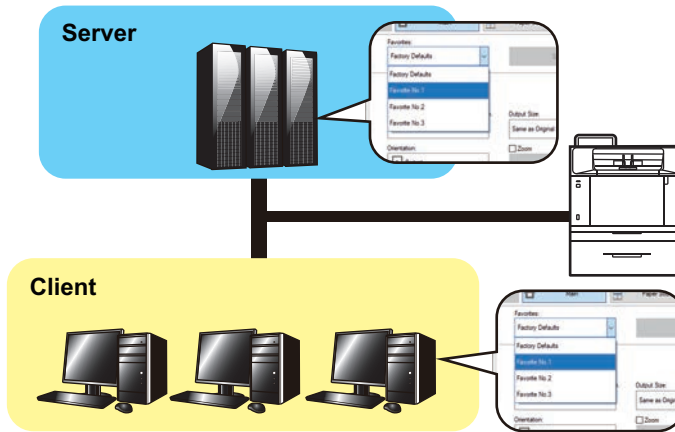 Server
Favorites:
Factory Defaults
Factory Defaults
Favorite No.1
Favorite No.2
Favorite No.3
Output Size:
Same as Original
Orientation:
Zoom
Client
Main
Favorites:
Factory Defaults
Factory Defaults
Favorite No.1
Favorite No.2
Favorite No.3
Output Size:
Same as Origin
Orientation:
Zoom